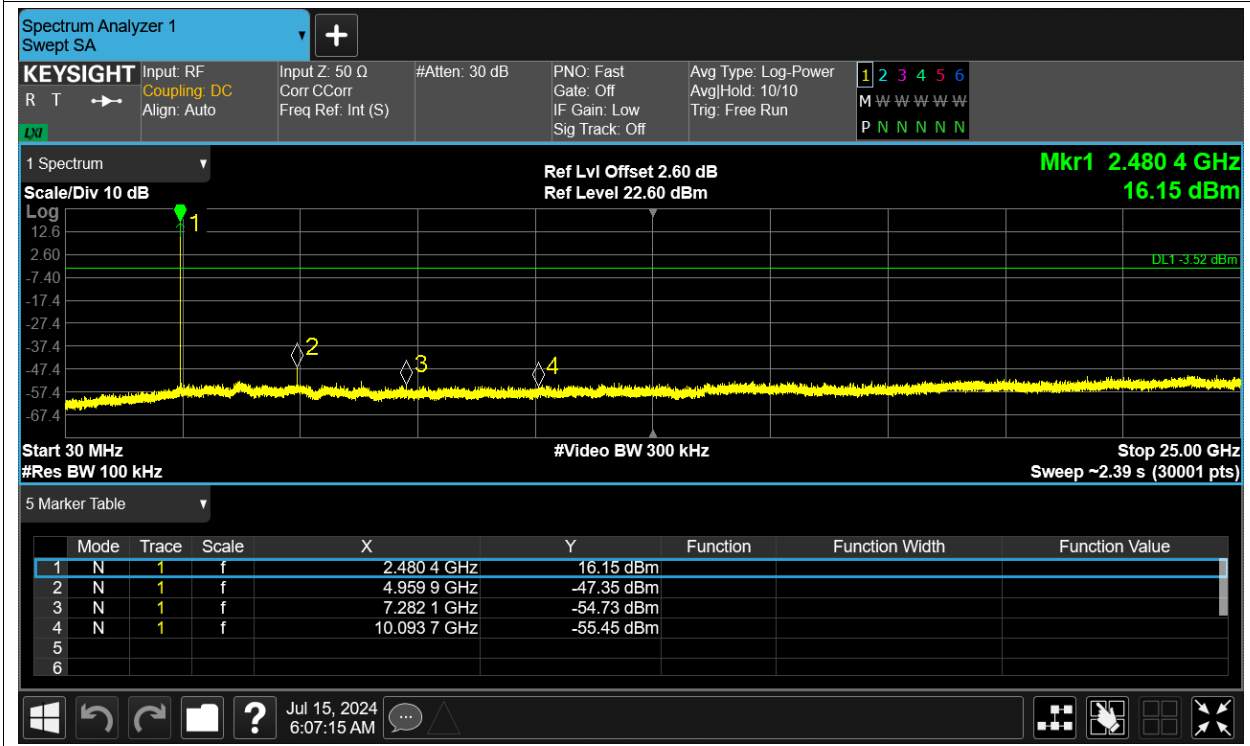 Spectrum Analyzer 1
Swept SA
+
KEYSIGHT Input: RF Input Z: 50 Ω #Atten: 30 dB PNO: Fast Avg Type: Log-Power 1 2 3 4 5 6
R T Coupling: DC Corr CCorr Gate: Off Avg|Hold: 10/10 M W W W W W
Align: Auto Freq Ref: Int (S) IF Gain: Low Trig: Free Run
LXI Sig Track: Off P N N N N N
1 Spectrum Ref Lvl Offset 2.60 dB Mkr1 2.480 4 GHz
Scale/Div 10 dB Ref Level 22.60 dBm 16.15 dBm
Log
1
12.6
2.60
DL1 -3.52 dBm
-7.40
-17.4
-27.4
-37.4 2
-47.4 3 4
-57.4
-67.4
Start 30 MHz #Video BW 300 kHz Stop 25.00 GHz
#Res BW 100 kHz Sweep ~2.39 s (30001 pts)
5 Marker Table
Mode Trace Scale X Y Function Function Width Function Value
1 N 1 f 2.480 4 GHz 16.15 dBm
2 N 1 f 4.959 9 GHz -47.35 dBm
3 N 1 f 7.282 1 GHz -54.73 dBm
4 N 1 f 10.093 7 GHz -55.45 dBm
5
6
? Jul 15, 2024
6:07:15 AM